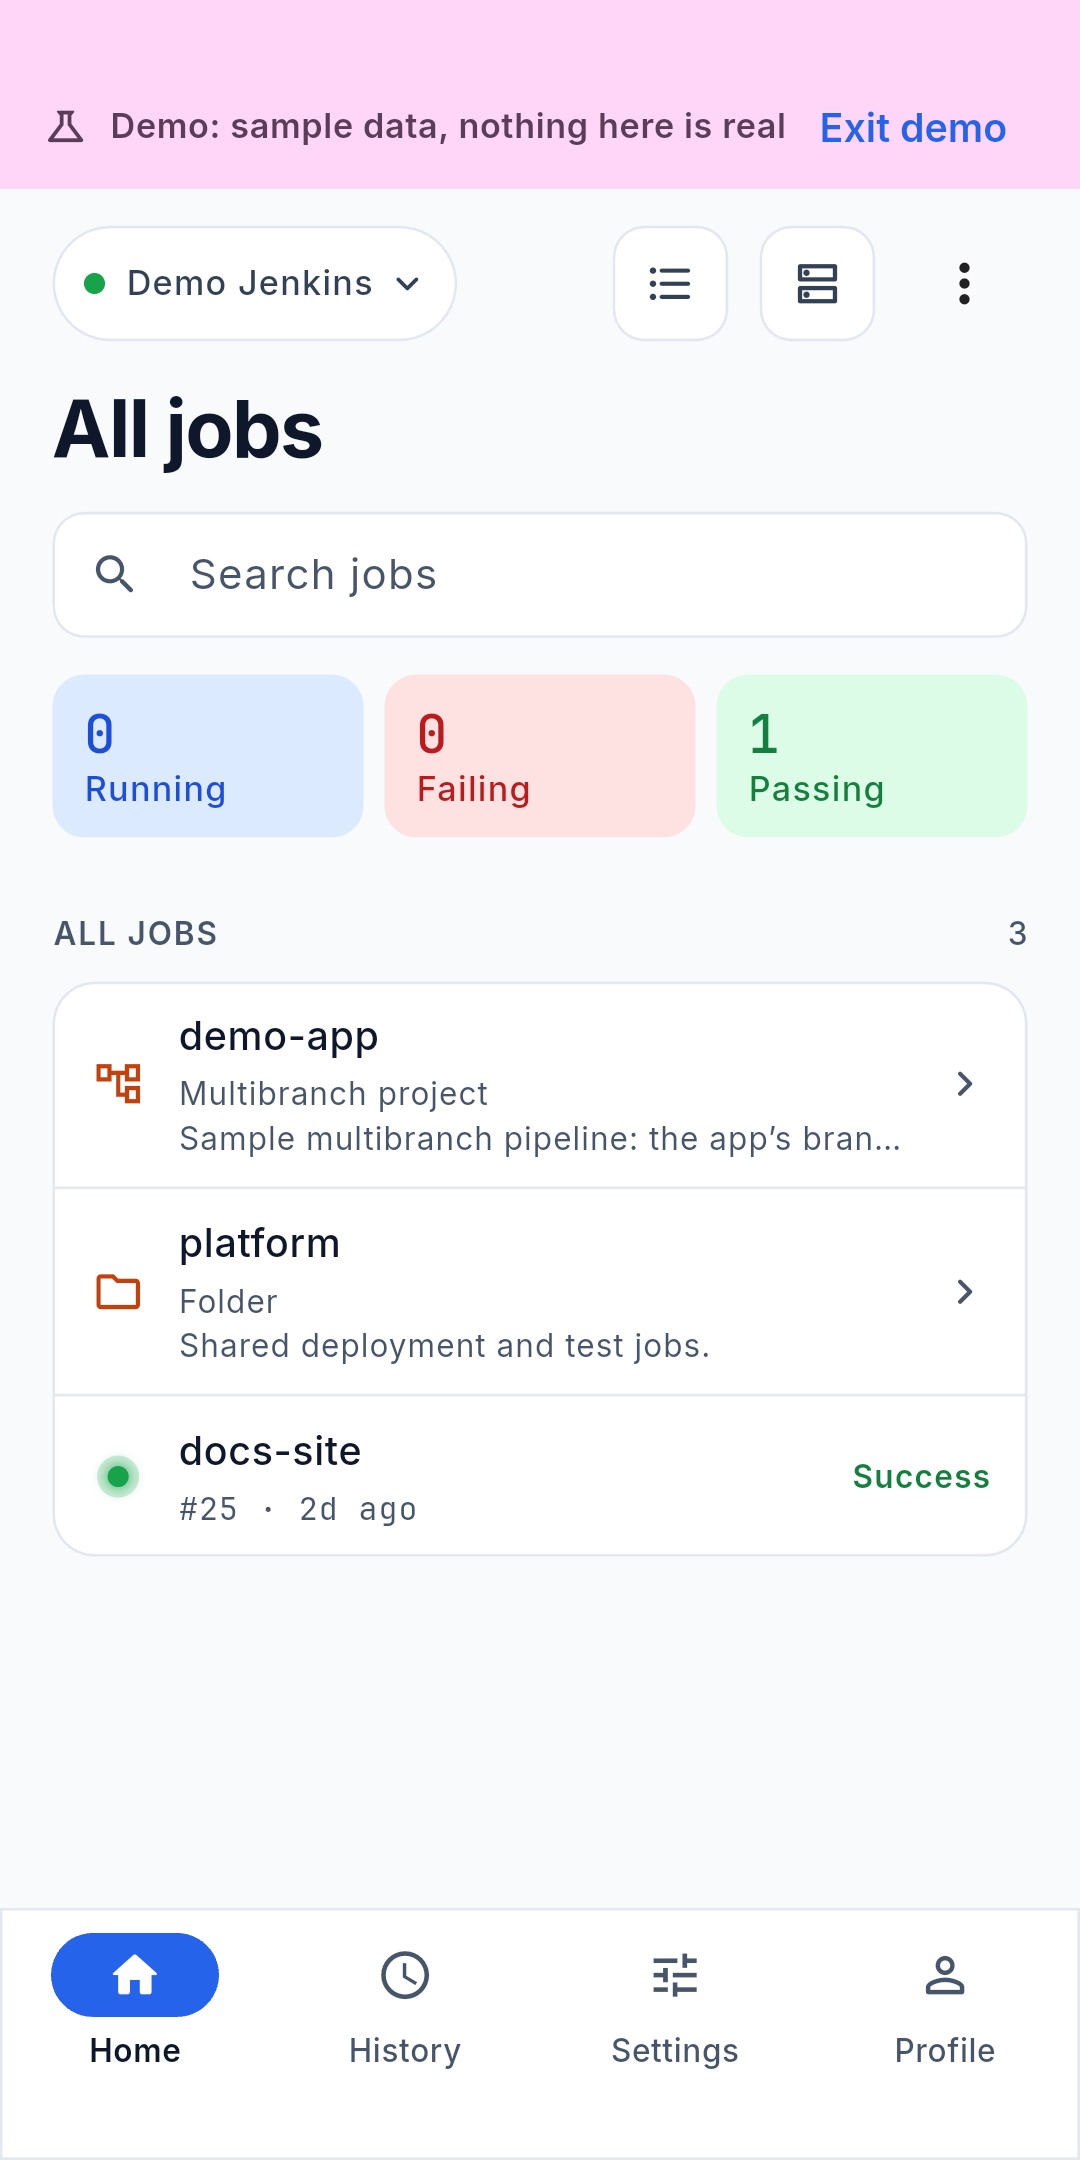 Demo: sample data, nothing here is real Exit demo
Demo Jenkins
All jobs
Search jobs
0 0 1
Running Failing Passing
ALL JOBS 3
demo-app
Multibranch project
Sample multibranch pipeline: the app’s bran...
platform
Folder
Shared deployment and test jobs.
docs-site
#25 · 2d ago
Success
Home History Settings Profile